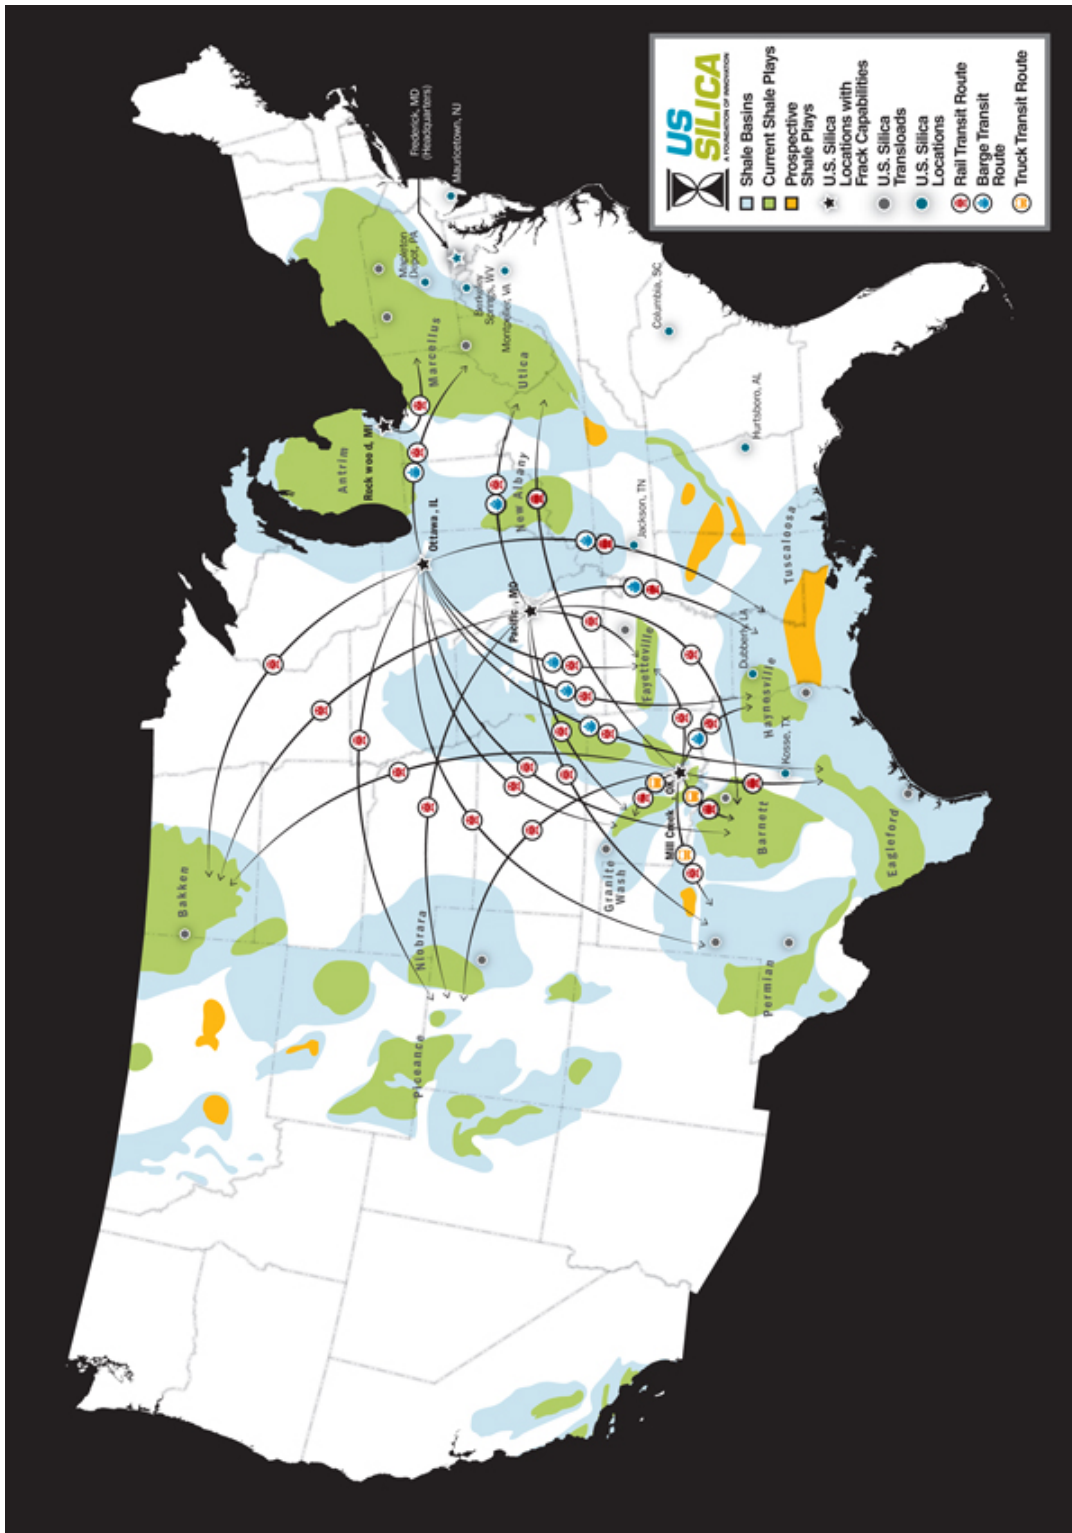 US
SILICA
A FOUNDATION OF INNOVATION
Shale Basins
Current Shale Plays
Prospective
Shale Plays
U.S. Silica
Locations with
Frack Capabilities
U.S. Silica
Transloads
U.S. Silica
Locations
Rail Transit Route
Barge Transit
Route
Truck Transit Route
Bakken
Niobrara
Piceance
Granite
Wash
Permian
Barnett
Eagleford
Mill Creek, OK
Kosse, TX
Haynesville
Dubberly, LA
Fayetteville
Tuscaloosa
Pacific, MO
Ottawa, IL
Jackson, TN
New Albany
Antrim
Rockwood, MI
Hurtsboro, AL
Columbia, SC
Utica
Marcellus
Montpelier, VA
Berkeley
Springs, WV
Mapleton
Depot, PA
Frederick, MD
(Headquarters)
Mauricetown, NJ